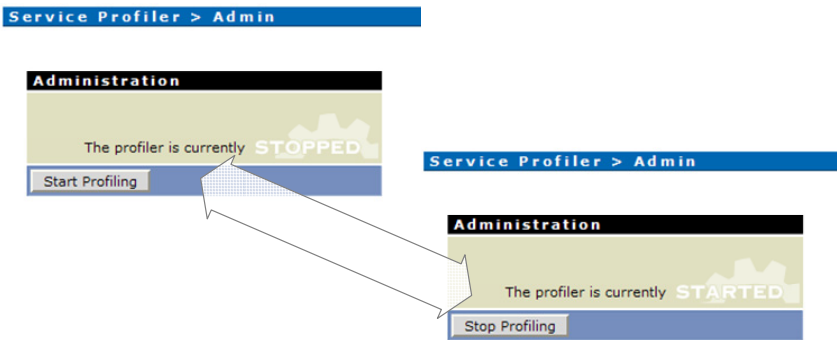 Service Profiler > Admin
Administration
The profiler is currently STOPPED
Start Profiling
Service Profiler > Admin
Administration
The profiler is currently STARTED
Stop Profiling